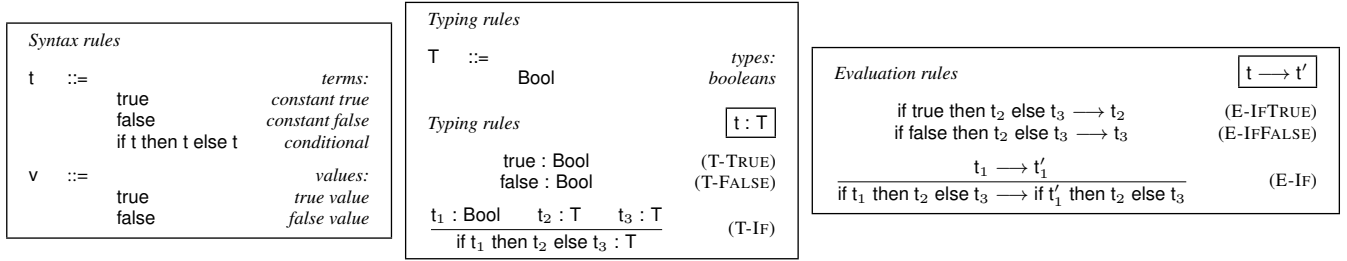 Syntax rules
t ::= terms:
true constant true
false constant false
if t then t else t conditional
v ::= values:
true true value
false false value
Typing rules
T ::= types:
Bool booleans
Typing rules t : T
true : Bool (T-TRUE)
false : Bool (T-FALSE)
t₁ : Bool t₂ : T t₃ : T
if t₁ then t₂ else t₃ : T (T-IF)
Evaluation rules t ⟶ t′
if true then t₂ else t₃ ⟶ t₂ (E-IFTRUE)
if false then t₂ else t₃ ⟶ t₃ (E-IFFALSE)
t₁ ⟶ t₁′
if t₁ then t₂ else t₃ ⟶ if t₁′ then t₂ else t₃ (E-IF)